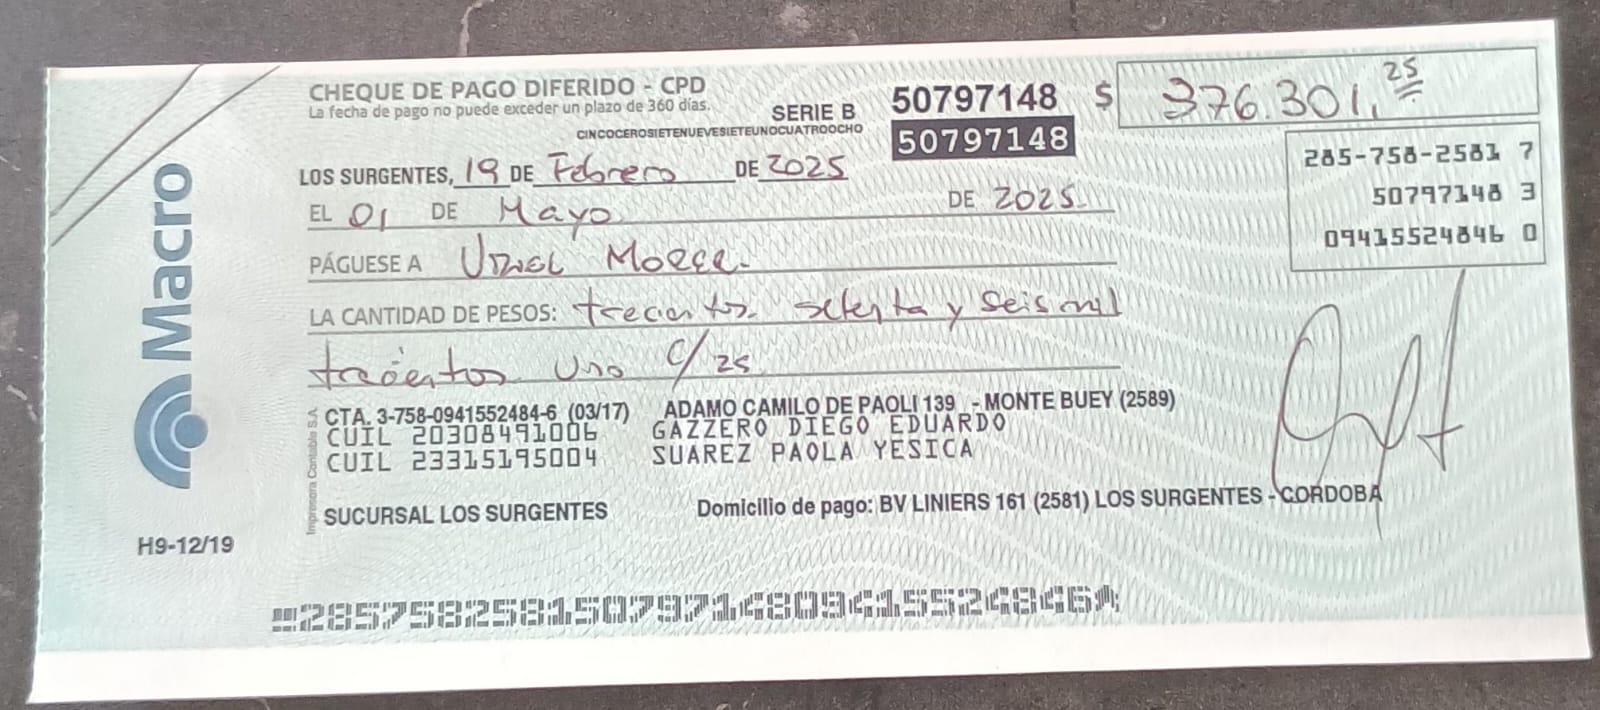 CHEQUE DE PAGO DIFERIDO - CPD
La fecha de pago no puede exceder un plazo de 360 días.
SERIE B
50797148
$ 376.301,25
CINCOCEROSIETENUEVESIETEUNOCUATROOCHO
50797148
285-758-2581 7
50797148 3
09415524846 0
LOS SURGENTES, 19 DE Febrero DE 2025
EL 01 DE Mayo DE 2025
PÁGUESE A
LA CANTIDAD DE PESOS: trecientos setenta y seis mil
trecientos uno c/25
Macro
Impresora Contable S.A.
CTA. 3-758-0941552484-6 (03/17) ADAMO CAMILO DE PAOLI 139 - MONTE BUEY (2589)
CUIL 20308491006 GAZZERO DIEGO EDUARDO
CUIL 23315195004 SUAREZ PAOLA YESICA
SUCURSAL LOS SURGENTES Domicilio de pago: BV LINIERS 161 (2581) LOS SURGENTES - CORDOBA
H9-12/19
28575825815079714809415524846